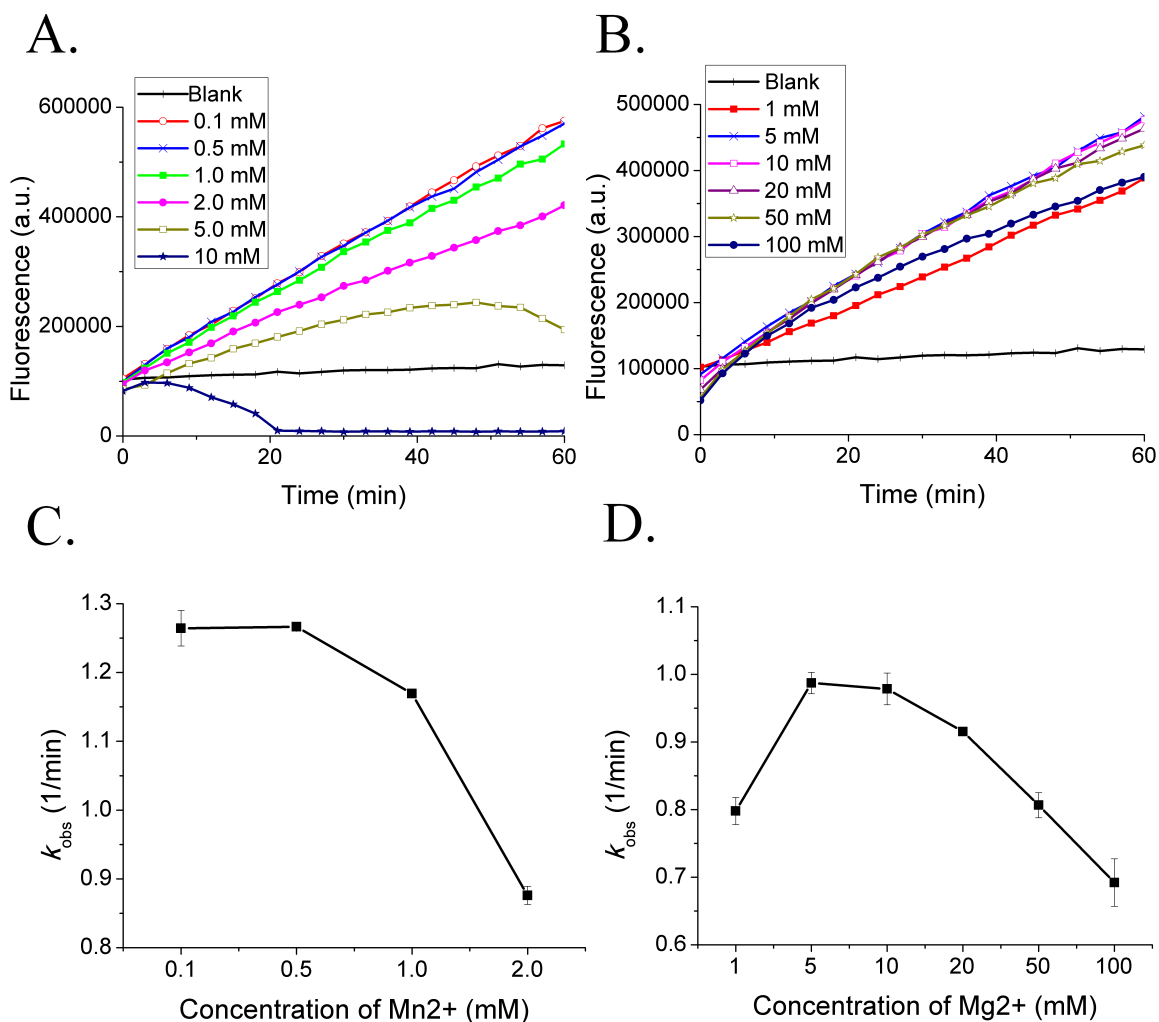 A.
Blank
0.1 mM
0.5 mM
1.0 mM
2.0 mM
5.0 mM
10 mM
600000
400000
200000
0
Fluorescence (a.u.)
0 20 40 60
Time (min)
B.
Blank
1 mM
5 mM
10 mM
20 mM
50 mM
100 mM
500000
400000
300000
200000
100000
0
Fluorescence (a.u.)
0 20 40 60
Time (min)
C.
1.3
1.2
1.1
1.0
0.9
0.8
kobs (1/min)
0.1 0.5 1.0 2.0
Concentration of Mn2+ (mM)
D.
1.1
1.0
0.9
0.8
0.7
0.6
kobs (1/min)
1 5 10 20 50 100
Concentration of Mg2+ (mM)